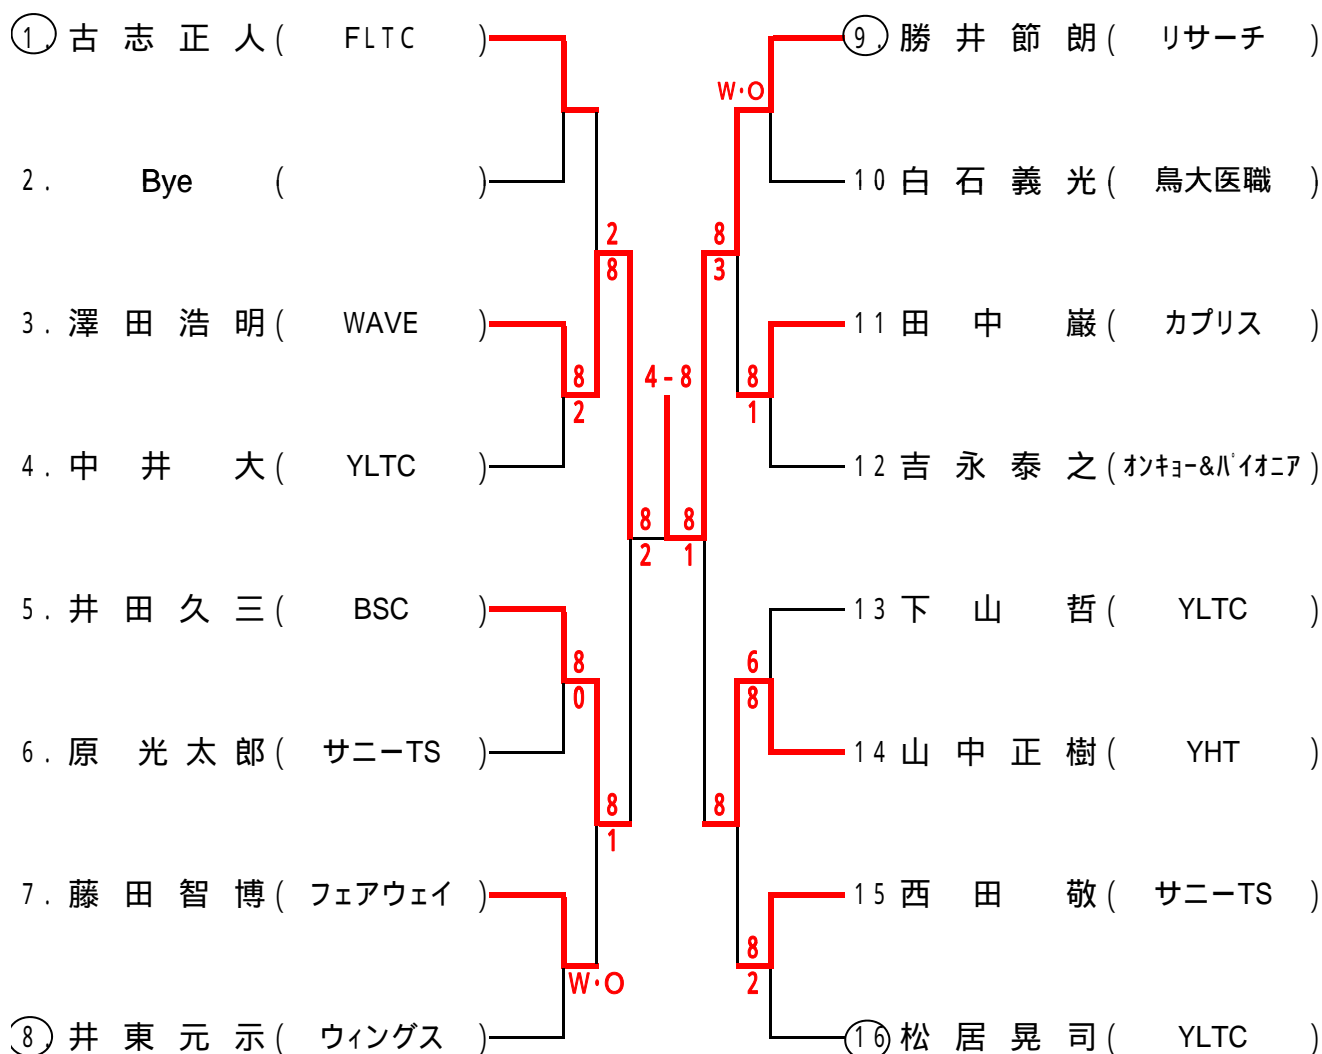 1. 古志正人( FLTC )
9. 勝井節朗( リサーチ )
W・O
2. Bye ( )
10 白石義光( 鳥大医職 )
2
8
8
3
3. 澤田浩明( WAVE )
11 田中巌( カプリス )
8
2
4-8
8
1
4. 中井大( YLTC )
12 吉永泰之( オンキョー&パイオニア )
8
2
8
1
5. 井田久三( BSC )
13 下山哲( YLTC )
8
0
6
8
6. 原光太郎( サニーTS )
14 山中正樹( YHT )
8
1
8
7. 藤田智博( フェアウェイ )
15 西田敬( サニーTS )
W・O
8
2
8. 井東元示( ウィングス )
16 松居晃司( YLTC )